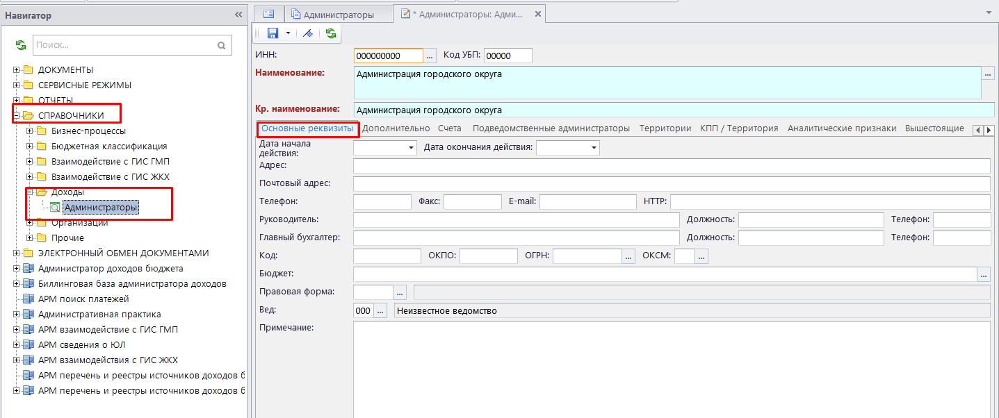 Навигатор
Поиск...
ДОКУМЕНТЫ
СЕРВИСНЫЕ РЕЖИМЫ
ОТЧЕТЫ
СПРАВОЧНИКИ
Бизнес-процессы
Бюджетная классификация
Взаимодействие с ГИС ГМП
Взаимодействие с ГИС ЖКХ
Доходы
Администраторы
Организации
Прочие
ЭЛЕКТРОННЫЙ ОБМЕН ДОКУМЕНТАМИ
Администратор доходов бюджета
Биллинговая база администратора доходов
АРМ поиск платежей
Административная практика
АРМ взаимодействие с ГИС ГМП
АРМ сведения о ЮЛ
АРМ взаимодействия с ГИС ЖКХ
АРМ перечень и реестры источников доходов б
АРМ перечень и реестры источников доходов б
Администраторы * Администраторы: Адми...
ИНН: 000000000 ... Код УБП: 00000
Наименование: Администрация городского округа ...
Кр. наименование: Администрация городского округа
Основные реквизиты Дополнительно Счета Подведомственные администраторы Территории КПП / Территория Аналитические признаки Вышестоящие
Дата начала
действия: Дата окончания действия:
Адрес:
Почтовый адрес:
Телефон: Факс: E-mail: HTTP:
Руководитель: Должность: Телефон:
Главный бухгалтер: Должность: Телефон:
Код: ОКПО: ОГРН: ... ОКСМ: ...
Бюджет: ...
Правовая форма: ...
Вед: 000 ... Неизвестное ведомство
Примечание: